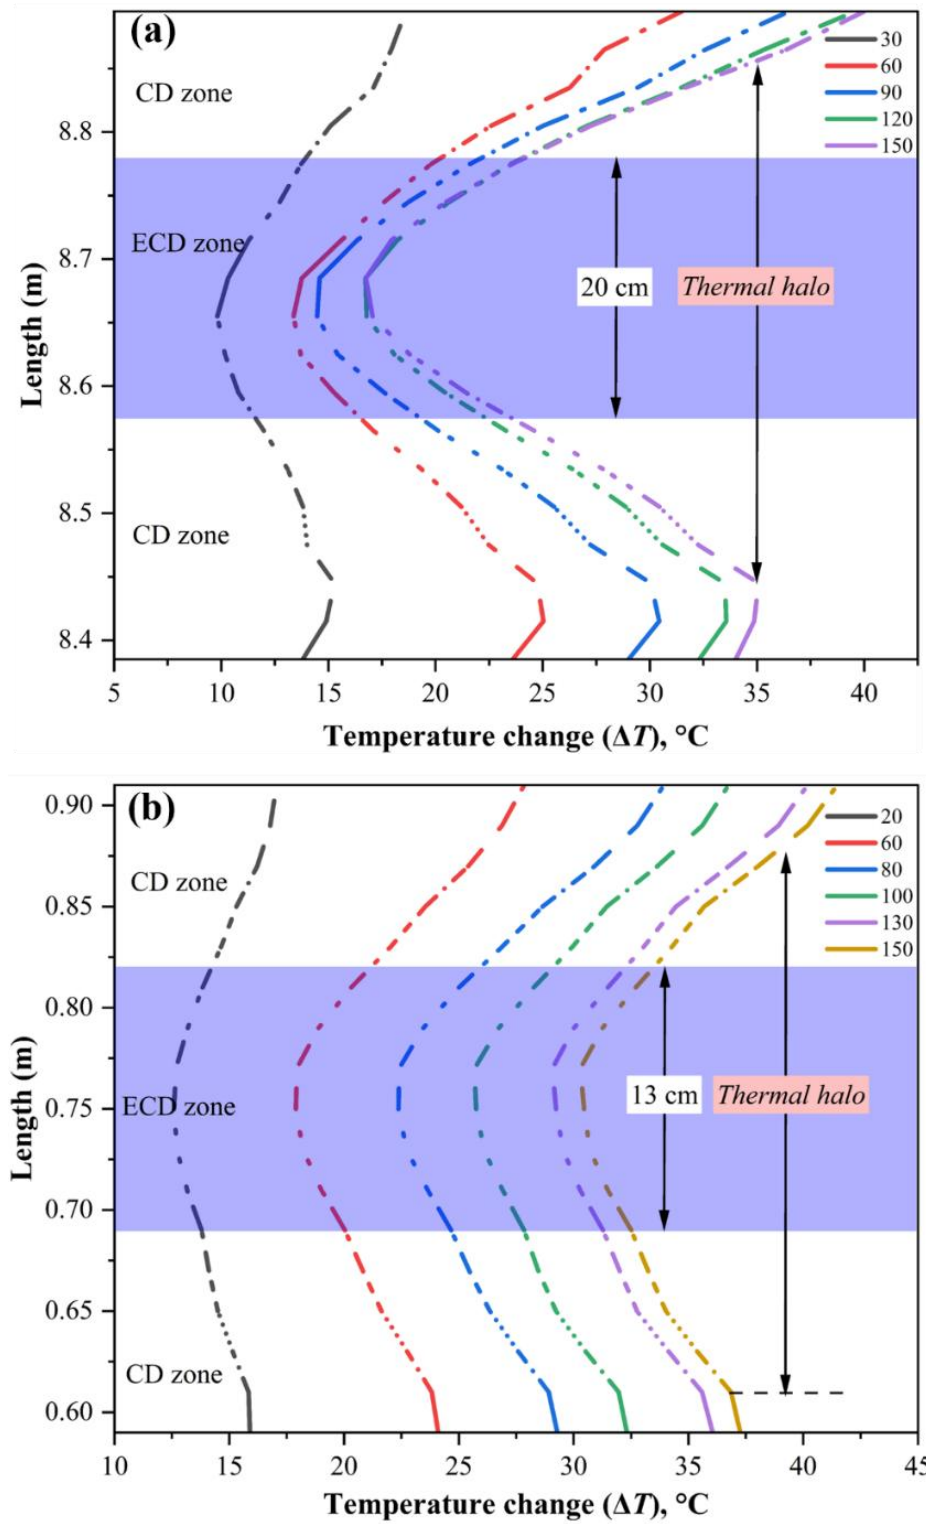 (a)
30
60
90
120
150
CD zone
ECD zone
CD zone
20 cm
Thermal halo
Length (m)
8.8
8.7
8.6
8.5
8.4
5 10 15 20 25 30 35 40
Temperature change (ΔT), °C
(b)
20
60
80
100
130
150
CD zone
ECD zone
CD zone
13 cm
Thermal halo
Length (m)
0.90
0.85
0.80
0.75
0.70
0.65
0.60
10 15 20 25 30 35 40 45
Temperature change (ΔT), °C